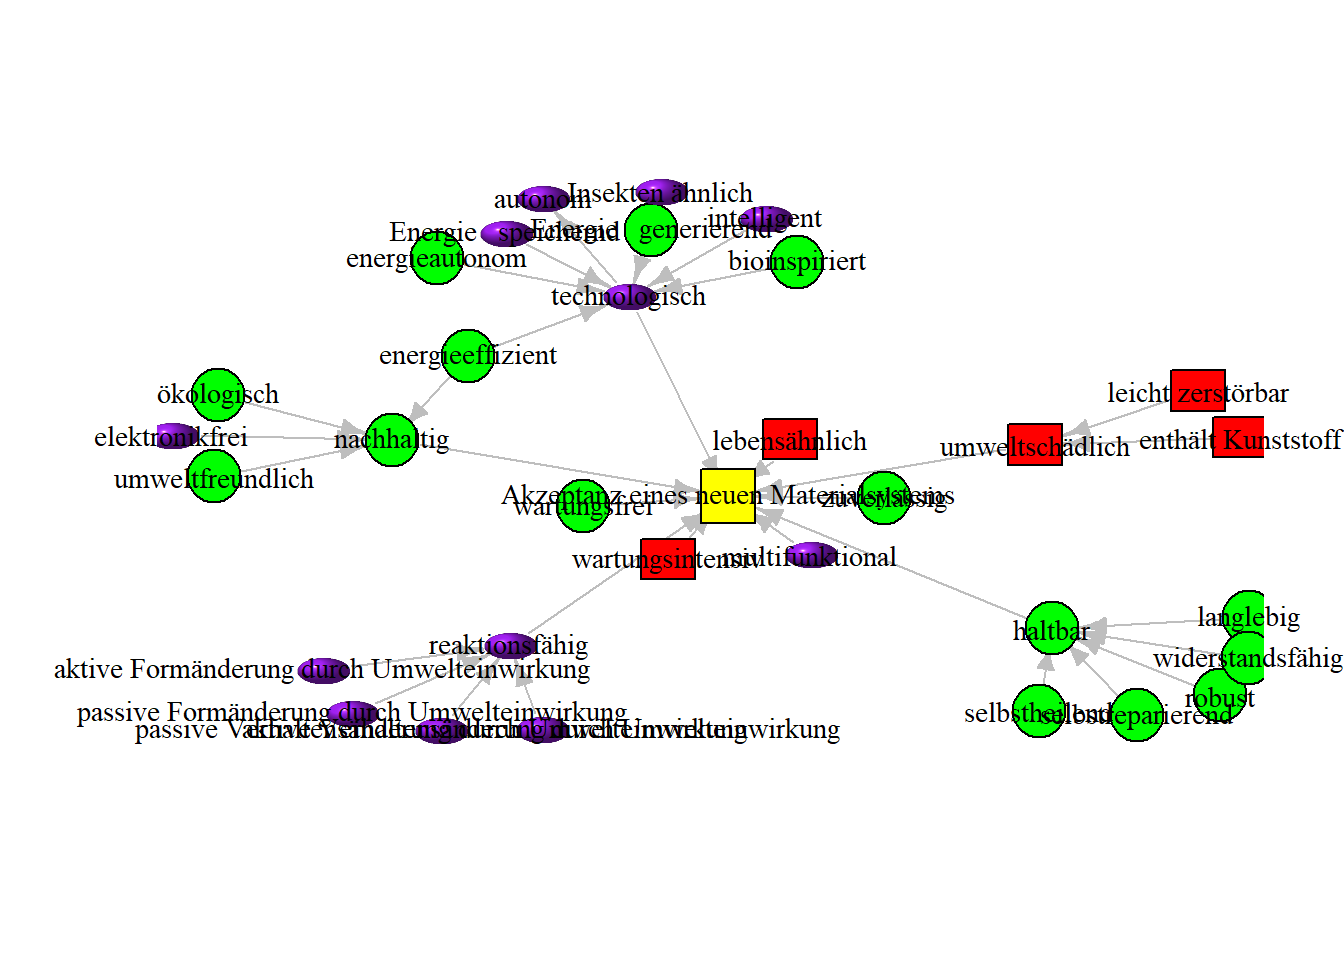 autonom
Insekten ähnlich
intelligent
Energie speichernd
Energie generierend
energieautonom
bioinspiriert
technologisch
energieeffizient
ökologisch
leicht zerstörbar
elektronikfrei
nachhaltig
lebensähnlich
umweltschädlich
enthält Kunststoff
umweltfreundlich
Akzeptanz eines neuen Materialsystems
wartungsfrei
zuverlässig
wartungsintensiv
multifunktional
langlebig
haltbar
reaktionsfähig
widerstandsfähig
aktive Formänderung durch Umwelteinwirkung
robust
passive Formänderung durch Umwelteinwirkung
selbstheilend
selbstreparierend
passive Verhaltensänderung durch Umwelteinwirkung
aktive Verhaltensänderung durch Umwelteinwirkung